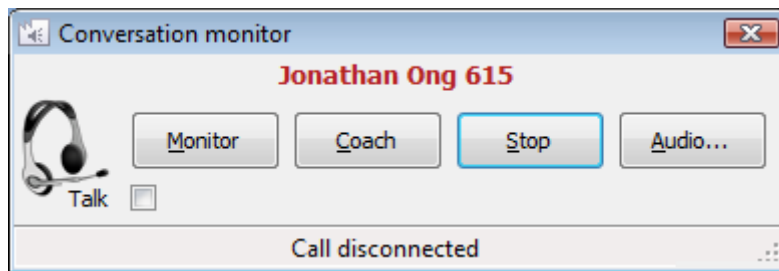 Conversation monitor
Jonathan Ong 615
Monitor Coach Stop Audio...
Talk
Call disconnected